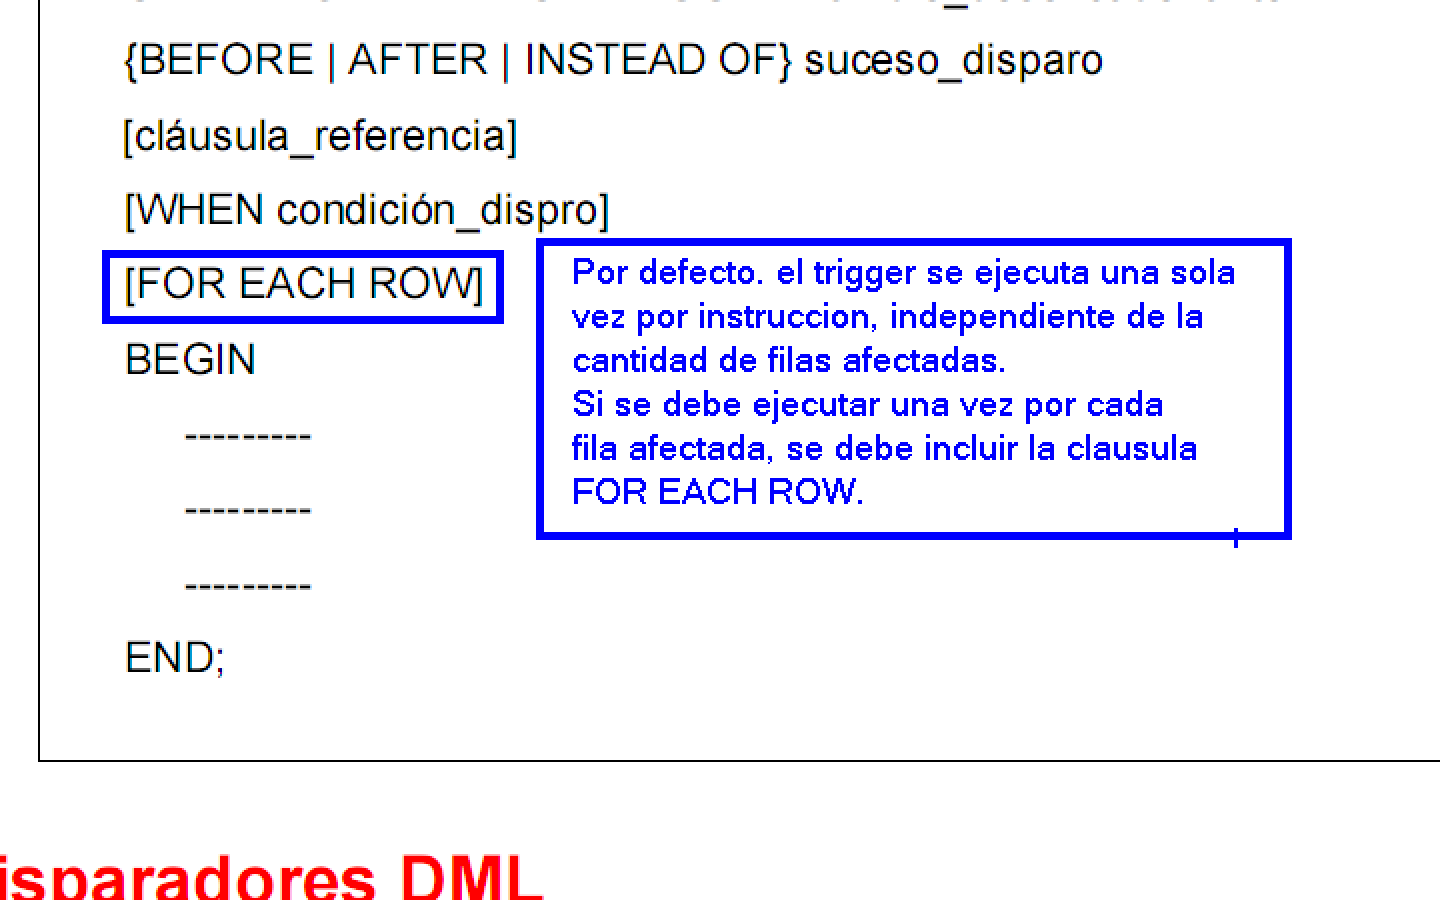 {BEFORE | AFTER | INSTEAD OF} suceso_disparo
[cláusula_referencia]
[WHEN condición_dispro]
[FOR EACH ROW]
Por defecto. el trigger se ejecuta una sola
vez por instruccion, independiente de la
cantidad de filas afectadas.
Si se debe ejecutar una vez por cada
fila afectada, se debe incluir la clausula
FOR EACH ROW.
BEGIN
---------
---------
---------
END;
isparadores DML